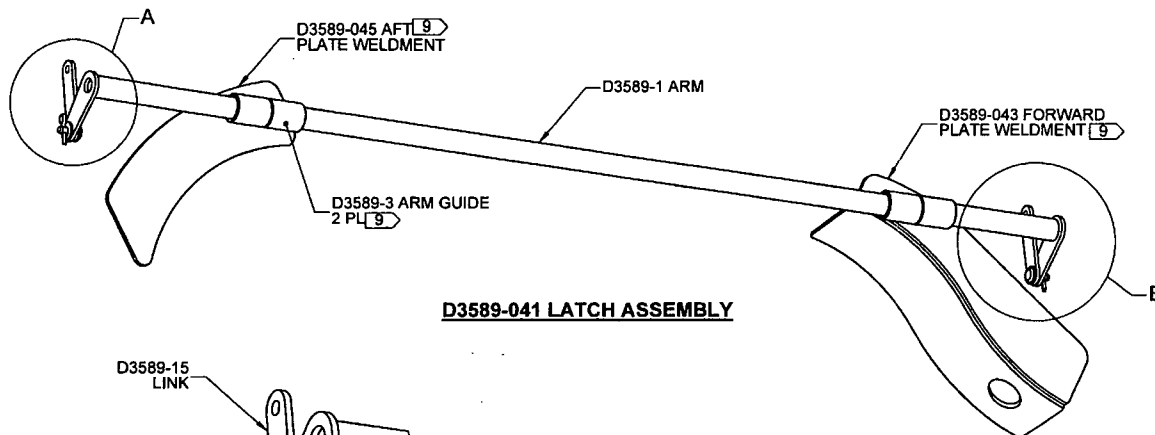 A
D3589-045 AFT 9
PLATE WELDMENT
D3589-1 ARM
D3589-043 FORWARD
PLATE WELDMENT 9
D3589-3 ARM GUIDE
2 PL 9
D3589-041 LATCH ASSEMBLY
D3589-15
LINK